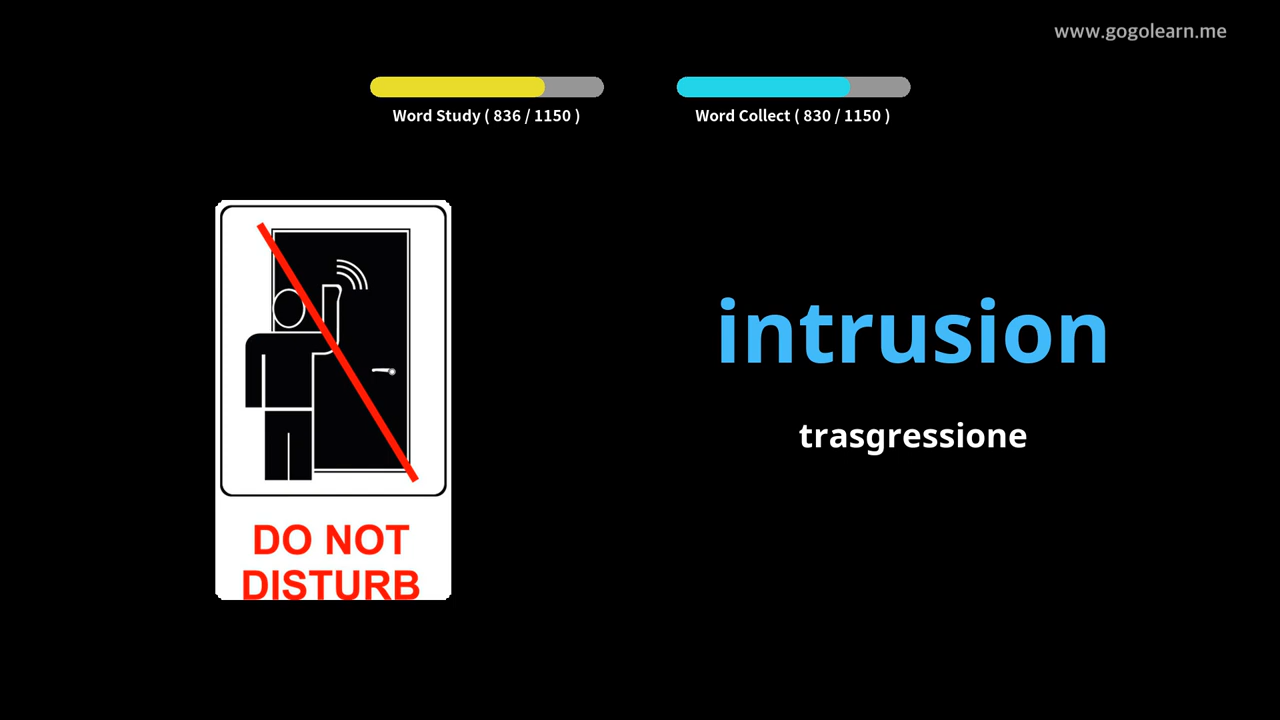 www.gogolearn.me
Word Study ( 836 / 1150 )
Word Collect ( 830 / 1150 )
intrusion
trasgressione
DO NOT
DISTURB